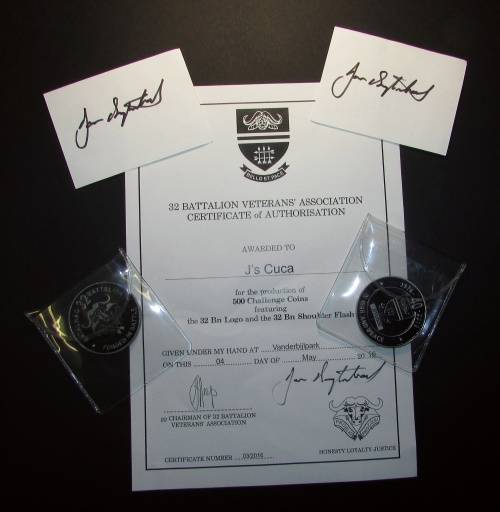 BELLO ET PACE
32 BATTALION VETERANS' ASSOCIATION
CERTIFICATE of AUTHORISATION
AWARDED TO
J's Cuca
for the production of
500 Challenge Coins
featuring
the 32 Bn Logo and the 32 Bn Shoulder Flash
GIVEN UNDER MY HAND AT Vanderbijlpark
ON THIS 04 DAY OF May 20 16
CHAIRMAN OF 32 BATTALION
VETERANS' ASSOCIATION
HONESTY LOYALTY JUSTICE
CERTIFICATE NUMBER 03/2016